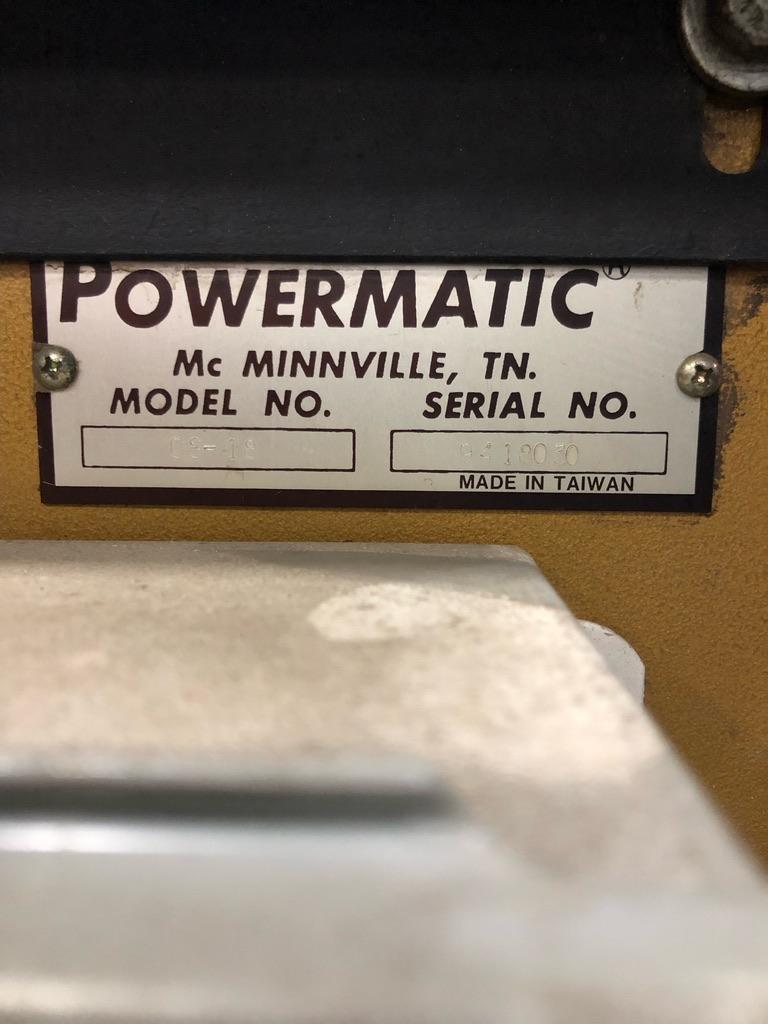 POWERMATIC®
Mc MINNVILLE, TN.
MODEL NO. SERIAL NO.
MADE IN TAIWAN